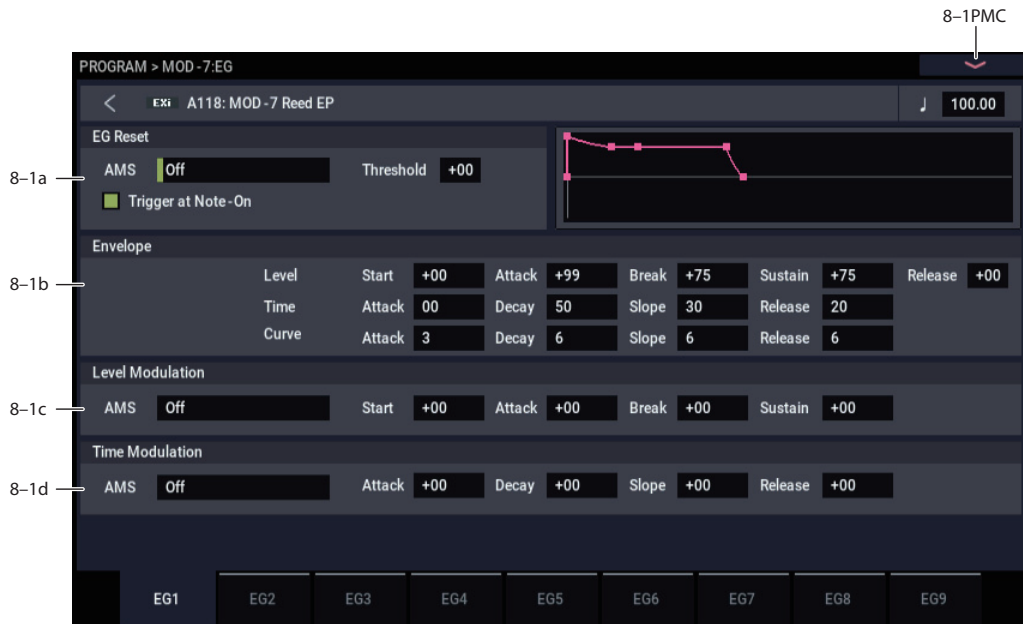 8–1PMC
PROGRAM > MOD-7:EG
EXi A118: MOD-7 Reed EP ♩ 100.00
EG Reset
8–1a AMS Off Threshold +00
Trigger at Note-On
Envelope
8–1b Level Start +00 Attack +99 Break +75 Sustain +75 Release +00
Time Attack 00 Decay 50 Slope 30 Release 20
Curve Attack 3 Decay 6 Slope 6 Release 6
Level Modulation
8–1c AMS Off Start +00 Attack +00 Break +00 Sustain +00
Time Modulation
8–1d AMS Off Attack +00 Decay +00 Slope +00 Release +00
EG1 EG2 EG3 EG4 EG5 EG6 EG7 EG8 EG9